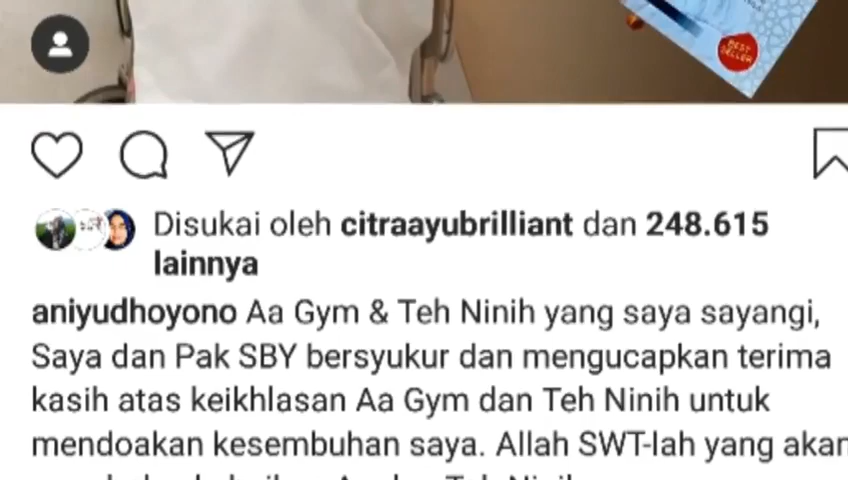 BEST
SELLER
Disukai oleh citraayubrilliant dan 248.615
lainnya
aniyudhoyono Aa Gym & Teh Ninih yang saya sayangi,
Saya dan Pak SBY bersyukur dan mengucapkan terima
kasih atas keikhlasan Aa Gym dan Teh Ninih untuk
mendoakan kesembuhan saya. Allah SWT-lah yang akan